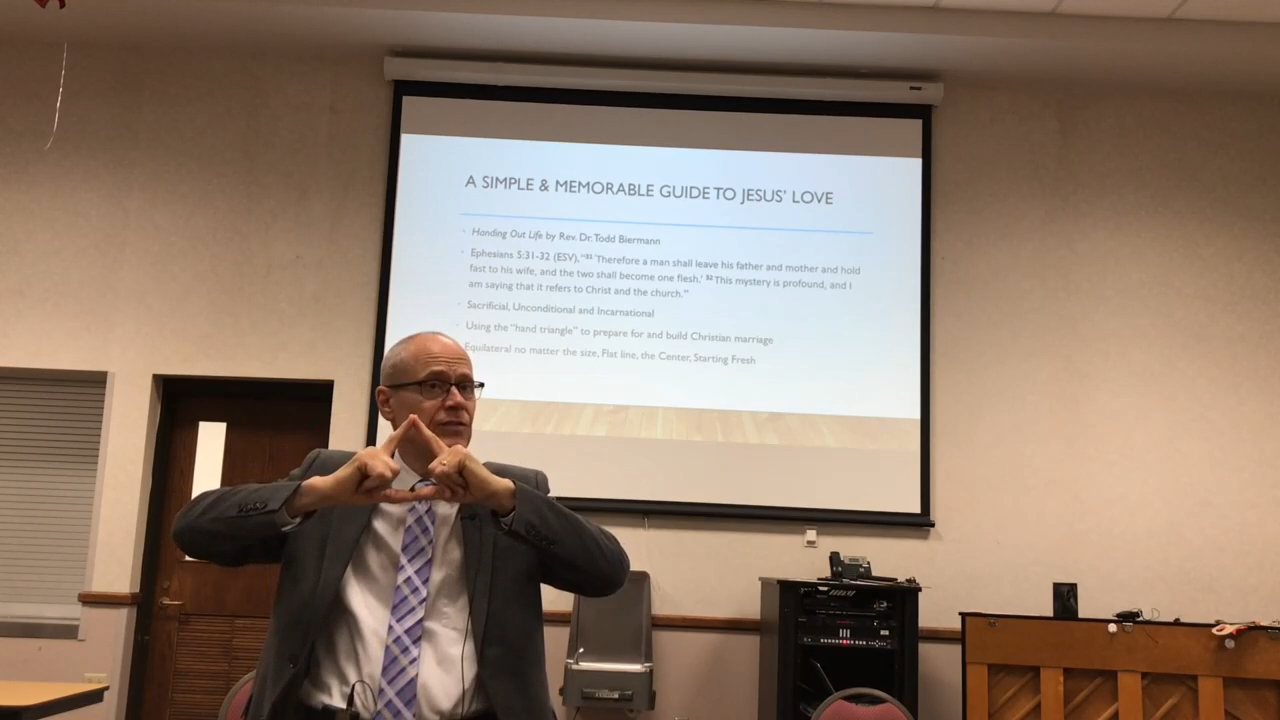 A SIMPLE & MEMORABLE GUIDE TO JESUS' LOVE
Handing Out Life by Rev. Dr. Todd Biermann
Ephesians 5:31-32 (ESV), "31 'Therefore a man shall leave his father and mother and hold
fast to his wife, and the two shall become one flesh.' 32 This mystery is profound, and I
am saying that it refers to Christ and the church."
Sacrificial, Unconditional and Incarnational
Using the "hand triangle" to prepare for and build Christian marriage
Equilateral no matter the size, Flat line, the Center, Starting Fresh